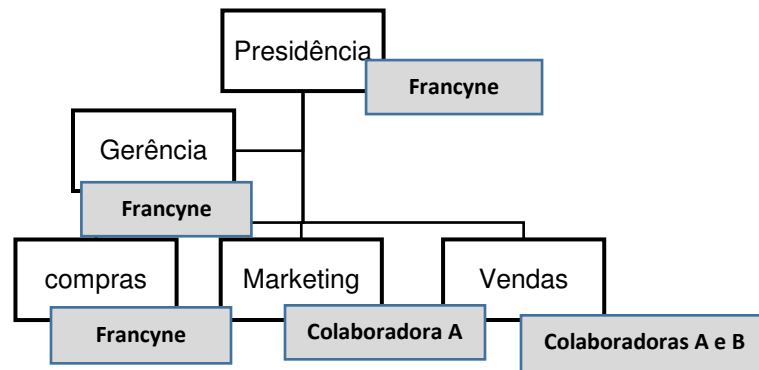 Presidência
Francyne
Gerência
Francyne
compras
Marketing
Vendas
Francyne
Colaboradora A
Colaboradoras A e B